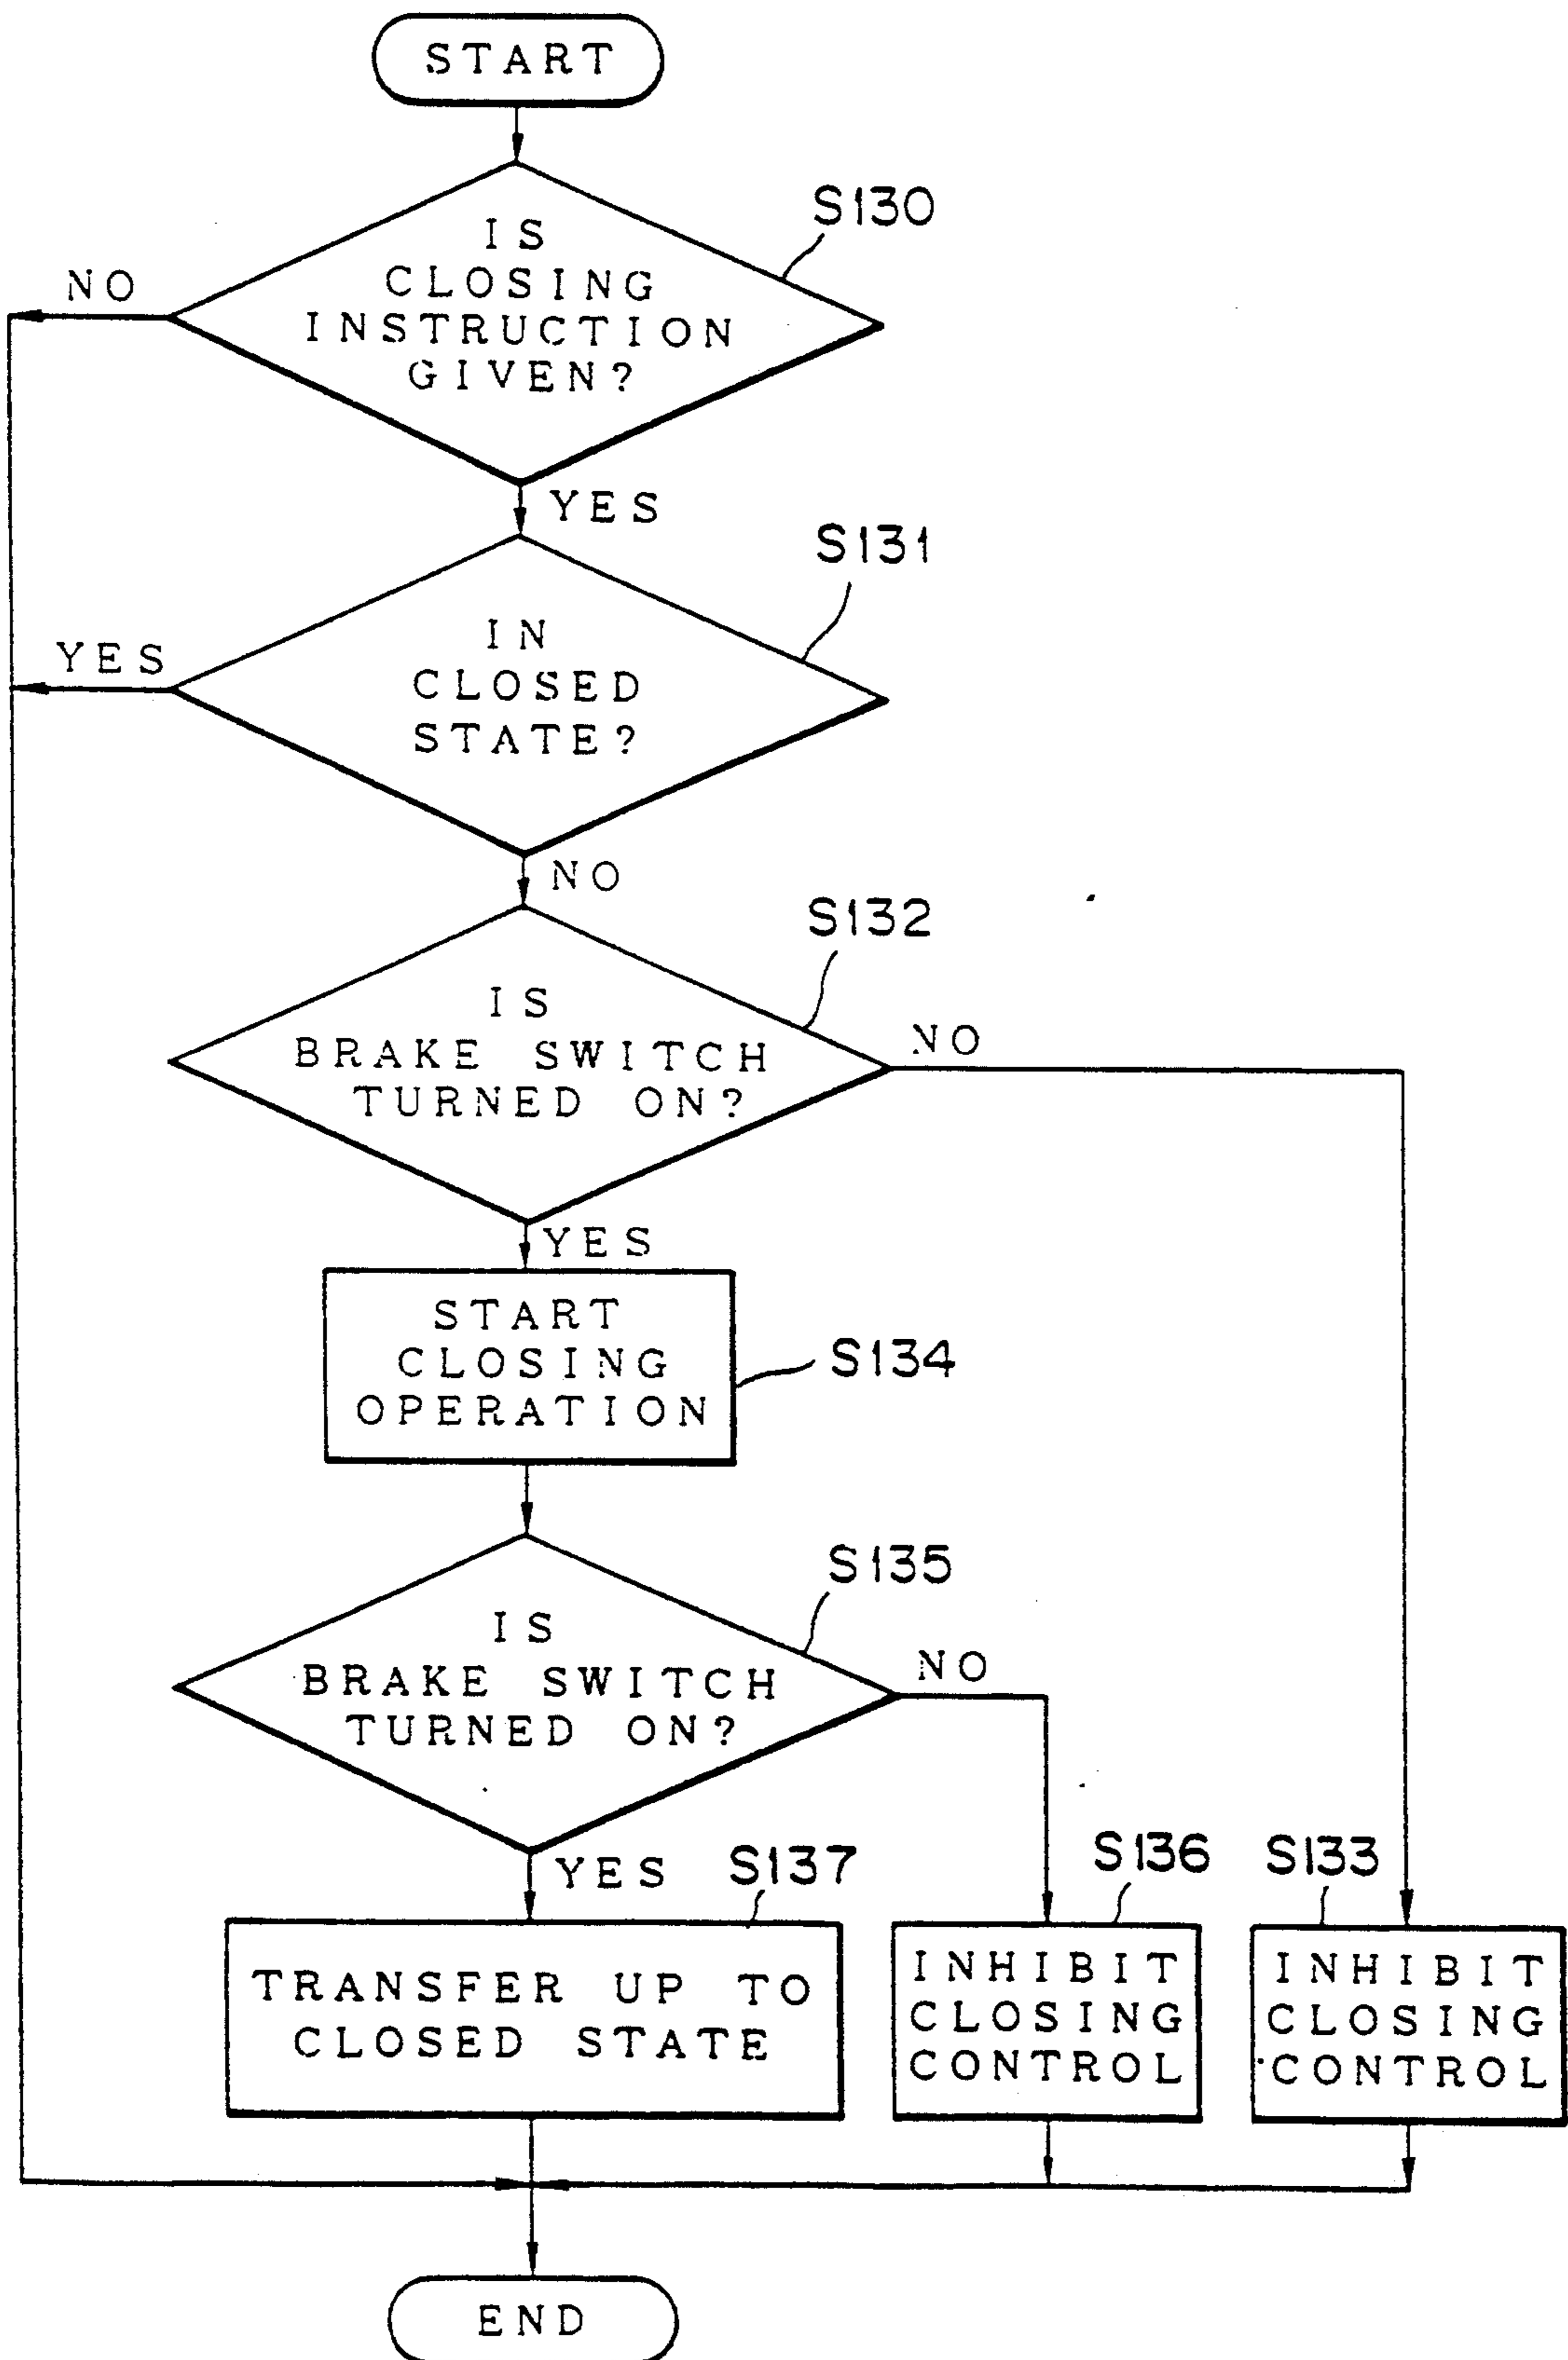 START
S130
IS
CLOSING
INSTRUCTION
GIVEN?
NO
YES
S131
IN
CLOSED
STATE?
YES
NO
S132
IS
BRAKE SWITCH
TURNED ON?
NO
YES
START
CLOSING
OPERATION
S134
S135
IS
BRAKE SWITCH
TURNED ON?
NO
YES
S137
S136
S133
TRANSFER UP TO
CLOSED STATE
INHIBIT
CLOSING
CONTROL
INHIBIT
CLOSING
CONTROL
END